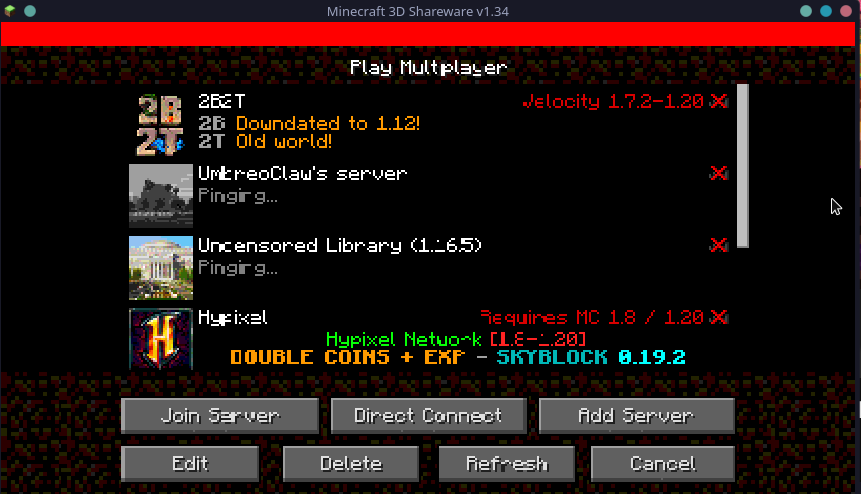 Minecraft 3D Shareware v1.34
Play Multiplayer
2B2T
Velocity 1.7.2-1.20
2B Downdated to 1.12!
2T Old world!
UmbreoClaw's server
Pinging...
Uncensored Library (1.16.5)
Pinging...
Hypixel
Requires MC 1.8 / 1.20
Hypixel Network [1.8-1.20]
DOUBLE COINS + EXP - SKYBLOCK 0.19.2
Join Server
Direct Connect
Add Server
Edit
Delete
Refresh
Cancel